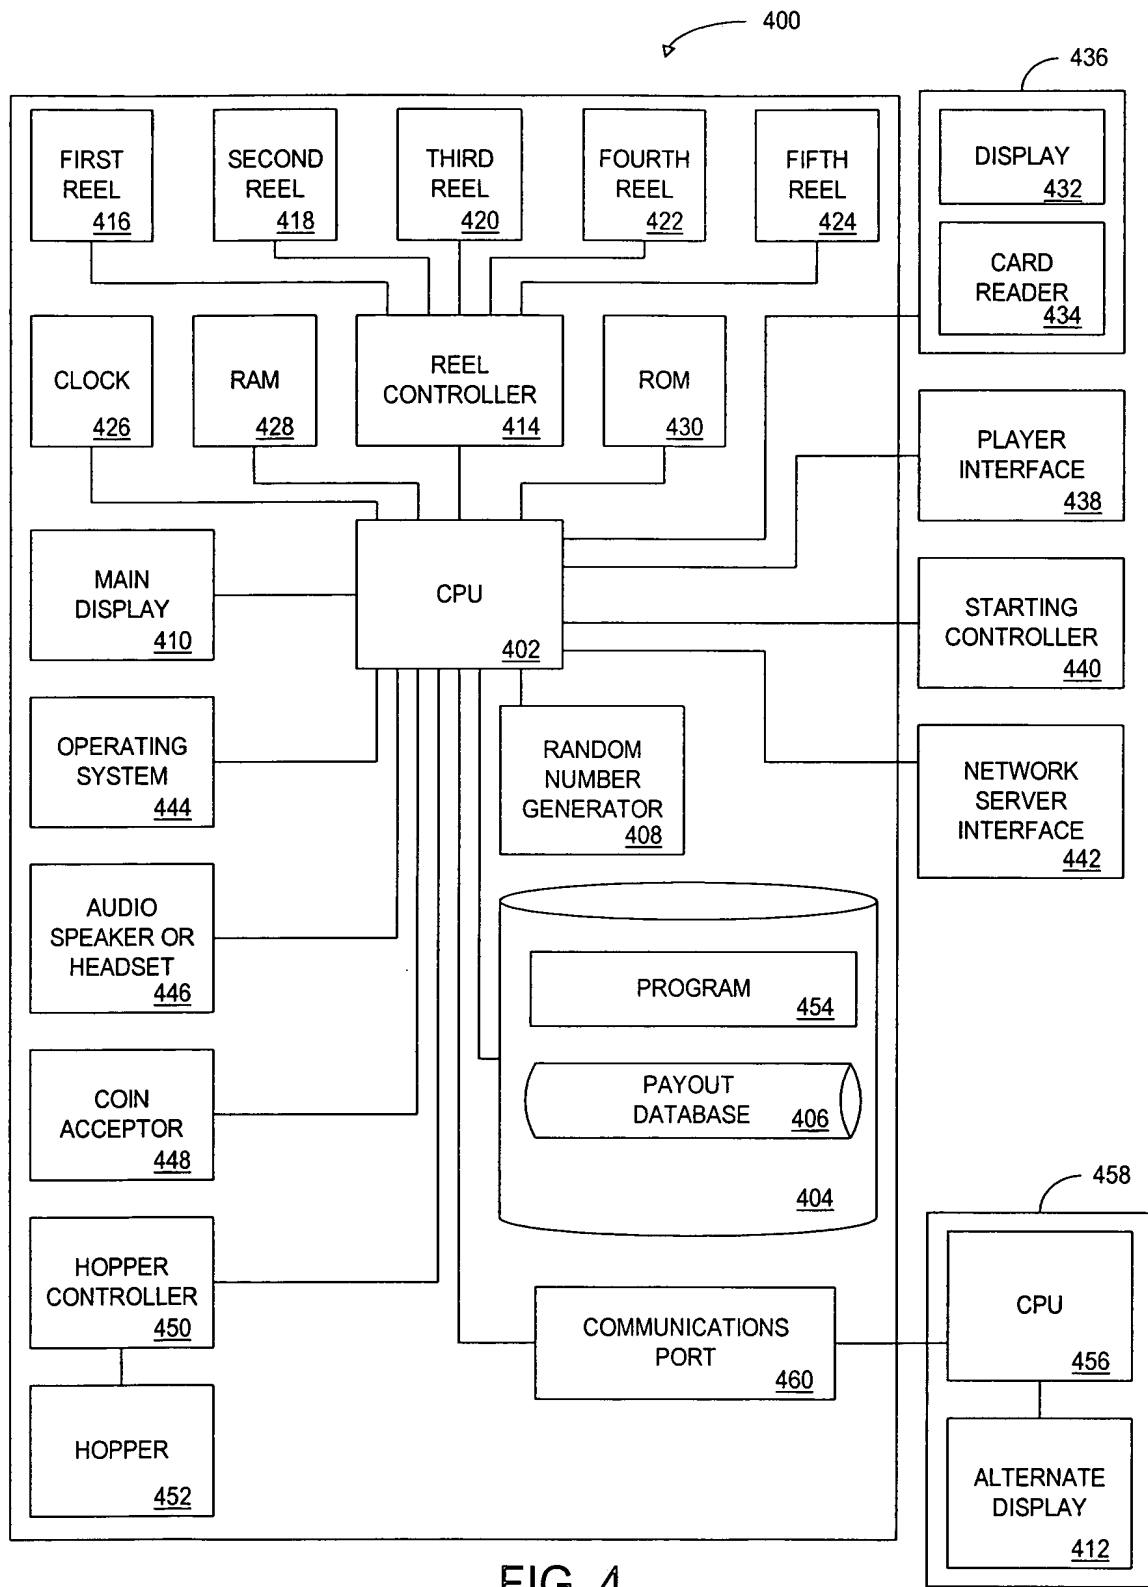 400
436
FIRST
REEL
416
SECOND
REEL
418
THIRD
REEL
420
FOURTH
REEL
422
FIFTH
REEL
424
DISPLAY
432
CARD
READER
434
CLOCK
426
RAM
428
REEL
CONTROLLER
414
ROM
430
PLAYER
INTERFACE
438
MAIN
DISPLAY
410
CPU
402
STARTING
CONTROLLER
440
OPERATING
SYSTEM
444
RANDOM
NUMBER
GENERATOR
408
NETWORK
SERVER
INTERFACE
442
AUDIO
SPEAKER OR
HEADSET
446
PROGRAM
454
COIN
ACCEPTOR
448
PAYOUT
DATABASE
406
404
458
HOPPER
CONTROLLER
450
COMMUNICATIONS
PORT
460
CPU
456
HOPPER
452
ALTERNATE
DISPLAY
412
FIG. 4